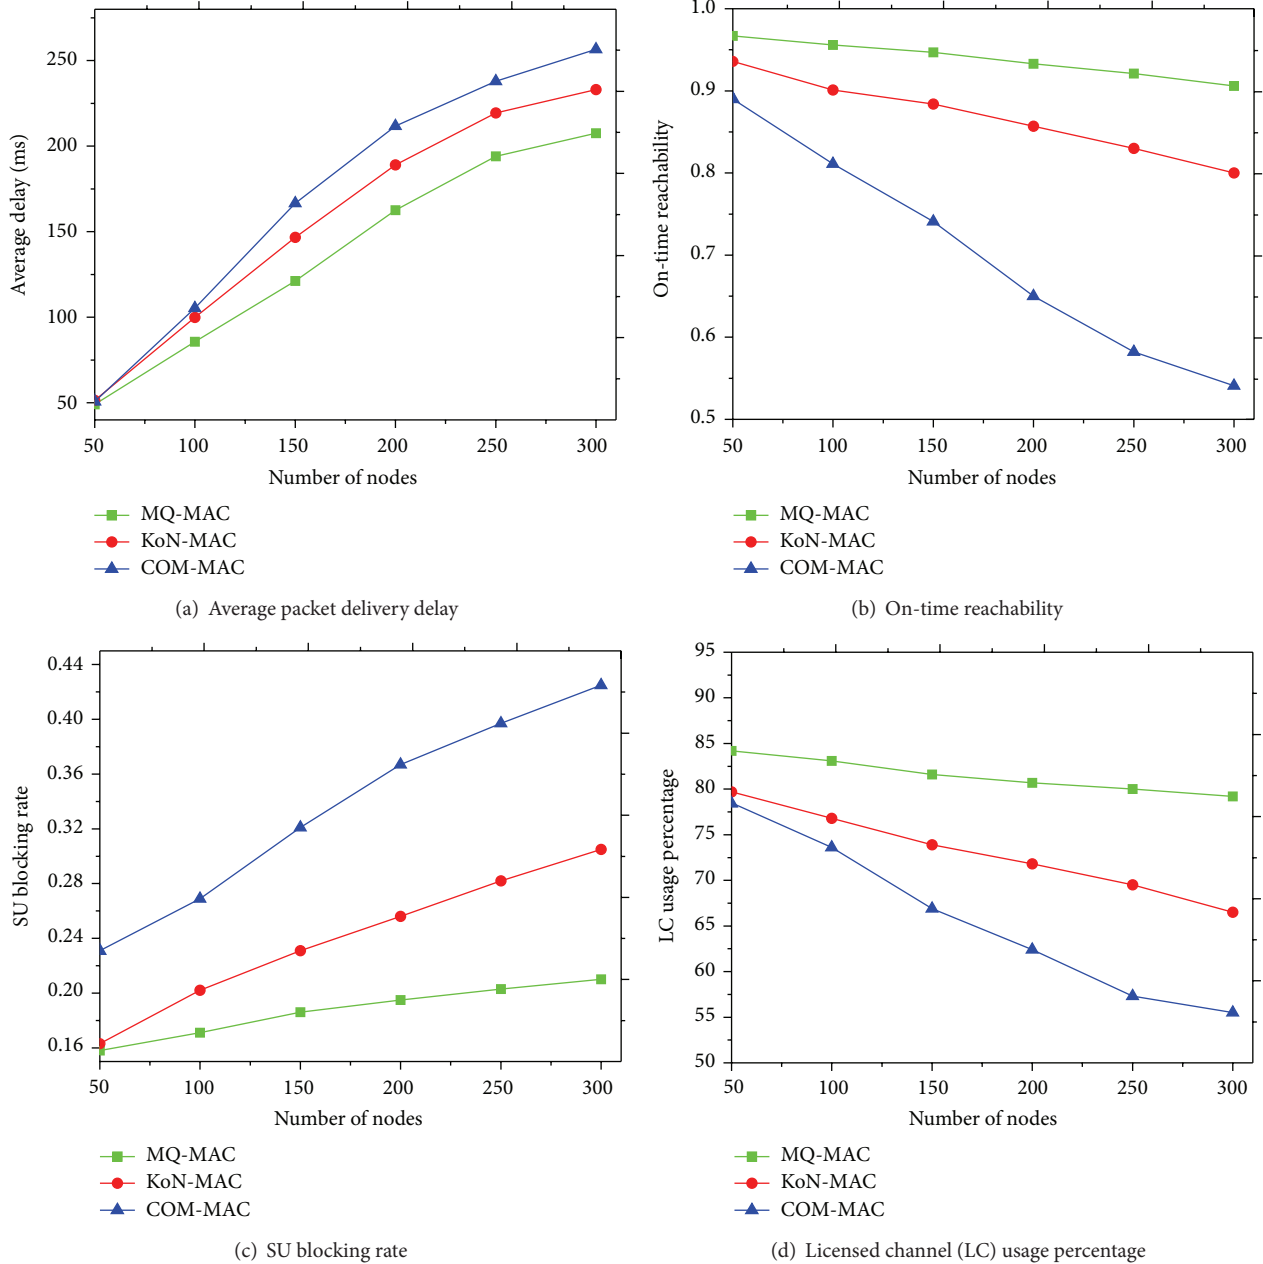 250
200
150
100
50
Average delay (ms)
50 100 150 200 250 300
Number of nodes
MQ-MAC
KoN-MAC
COM-MAC
(a) Average packet delivery delay
1.0
0.9
0.8
0.7
0.6
0.5
On-time reachability
50 100 150 200 250 300
Number of nodes
MQ-MAC
KoN-MAC
COM-MAC
(b) On-time reachability
0.44
0.40
0.36
0.32
0.28
0.24
0.20
0.16
SU blocking rate
50 100 150 200 250 300
Number of nodes
MQ-MAC
KoN-MAC
COM-MAC
(c) SU blocking rate
95
90
85
80
75
70
65
60
55
50
LC usage percentage
50 100 150 200 250 300
Number of nodes
MQ-MAC
KoN-MAC
COM-MAC
(d) Licensed channel (LC) usage percentage